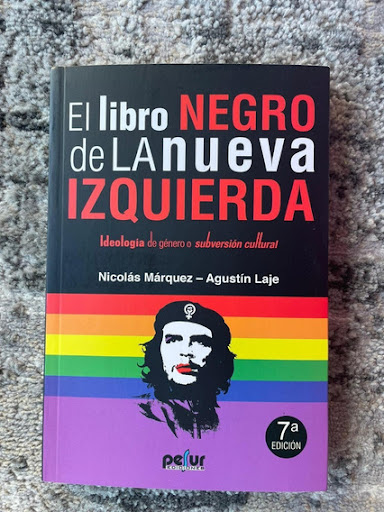 El libro NEGRO
de LA nueva
IZQUIERDA
Ideología de género o subversión cultural
Nicolás Márquez – Agustín Laje
7ª
EDICIÓN
peSur
EDICIONES